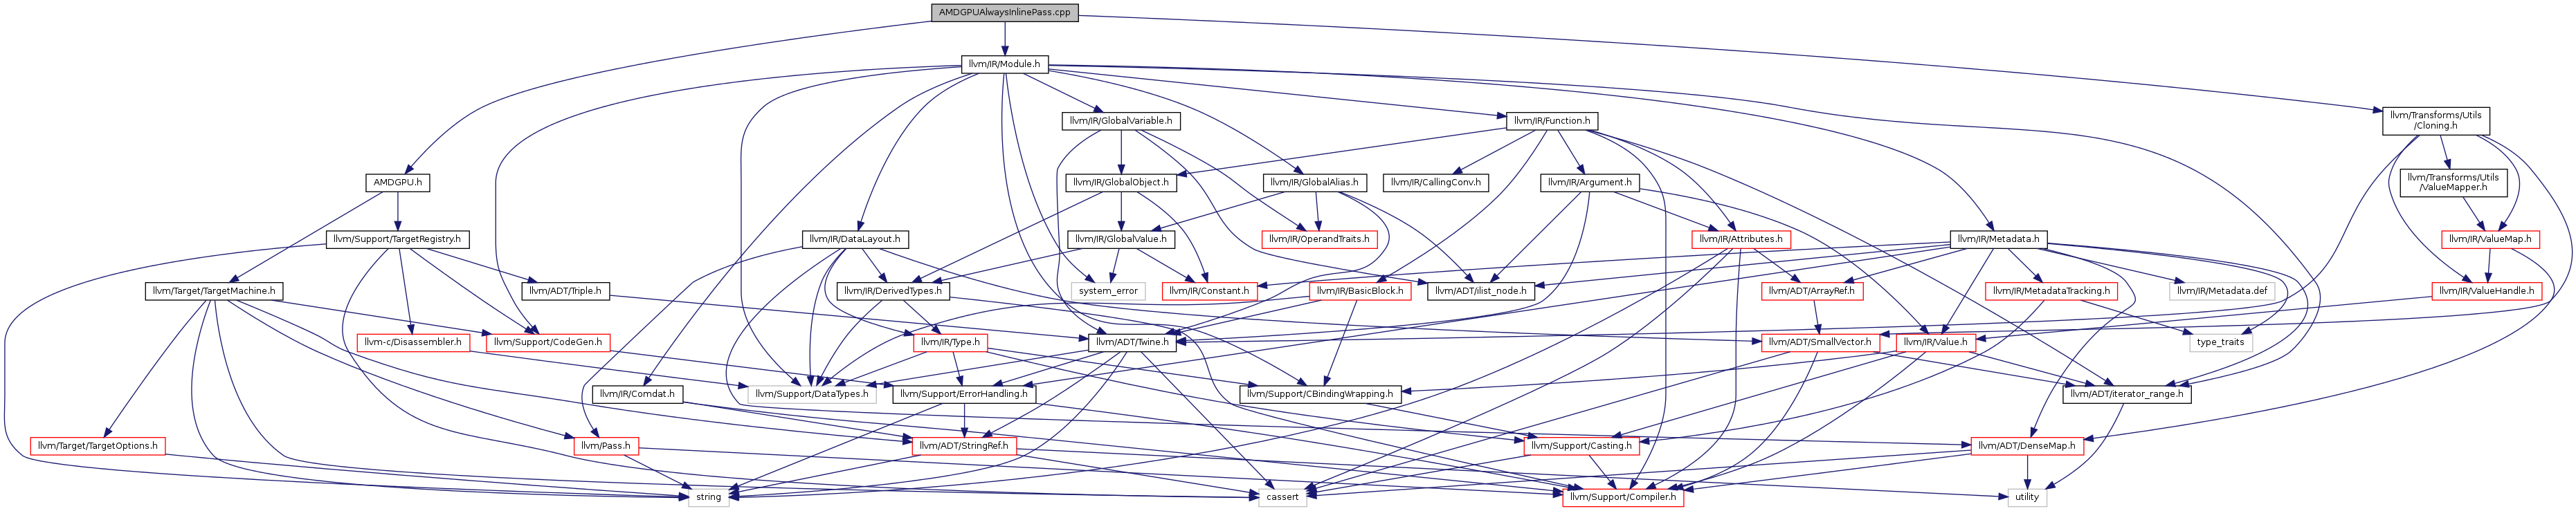 AMDGPUAlwaysInlinePass.cpp
llvm/IR/Module.h
llvm/IR/GlobalVariable.h
llvm/IR/Function.h
llvm/Transforms/Utils
/Cloning.h
AMDGPU.h
llvm/IR/GlobalObject.h
llvm/IR/GlobalAlias.h
llvm/IR/CallingConv.h
llvm/IR/Argument.h
llvm/Transforms/Utils
/ValueMapper.h
llvm/Support/TargetRegistry.h
llvm/IR/DataLayout.h
llvm/IR/GlobalValue.h
llvm/IR/OperandTraits.h
llvm/IR/Attributes.h
llvm/IR/Metadata.h
llvm/IR/ValueMap.h
llvm/Target/TargetMachine.h
llvm/ADT/Triple.h
llvm/IR/DerivedTypes.h
system_error
llvm/IR/Constant.h
llvm/IR/BasicBlock.h
llvm/ADT/ilist_node.h
llvm/ADT/ArrayRef.h
llvm/IR/MetadataTracking.h
llvm/IR/Metadata.def
llvm/IR/ValueHandle.h
llvm-c/Disassembler.h
llvm/Support/CodeGen.h
llvm/IR/Type.h
llvm/ADT/Twine.h
llvm/ADT/SmallVector.h
llvm/IR/Value.h
type_traits
llvm/IR/Comdat.h
llvm/Support/DataTypes.h
llvm/Support/ErrorHandling.h
llvm/Support/CBindingWrapping.h
llvm/ADT/iterator_range.h
llvm/Target/TargetOptions.h
llvm/Pass.h
llvm/ADT/StringRef.h
llvm/Support/Casting.h
llvm/ADT/DenseMap.h
string
cassert
llvm/Support/Compiler.h
utility